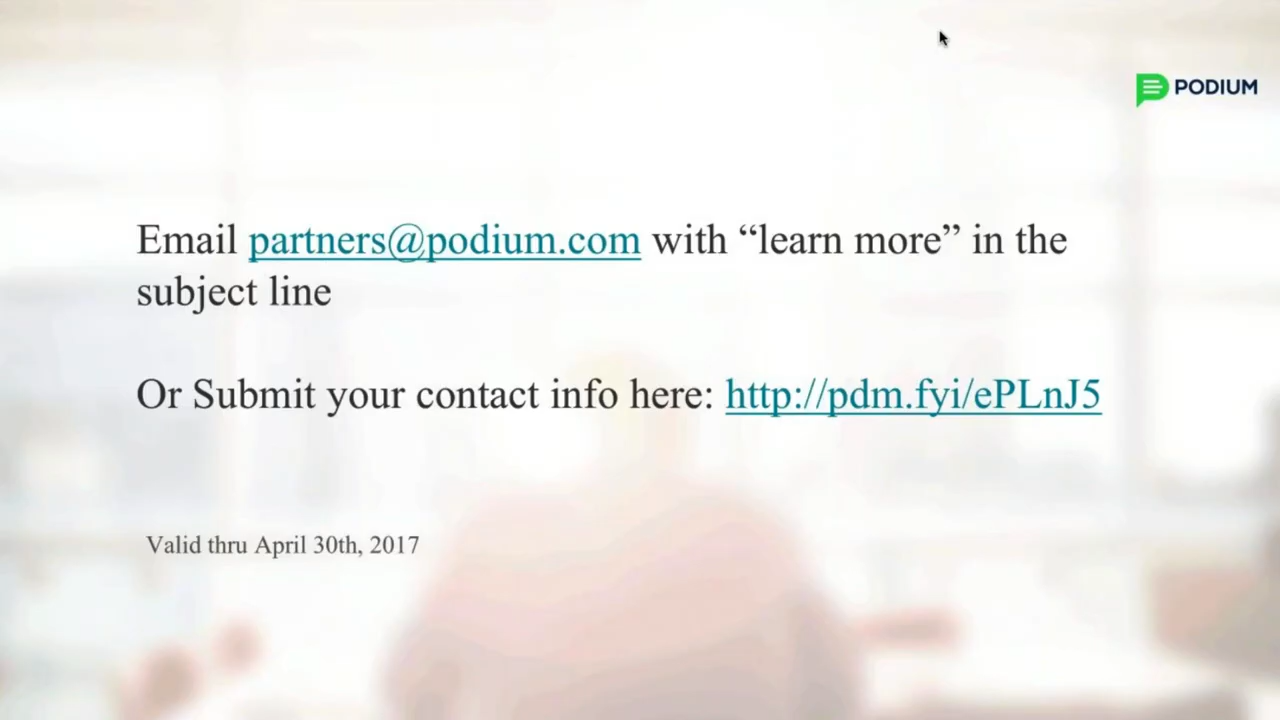 PODIUM
Email partners@podium.com with “learn more” in the
subject line
Or Submit your contact info here: http://pdm.fyi/ePLnJ5
Valid thru April 30th, 2017